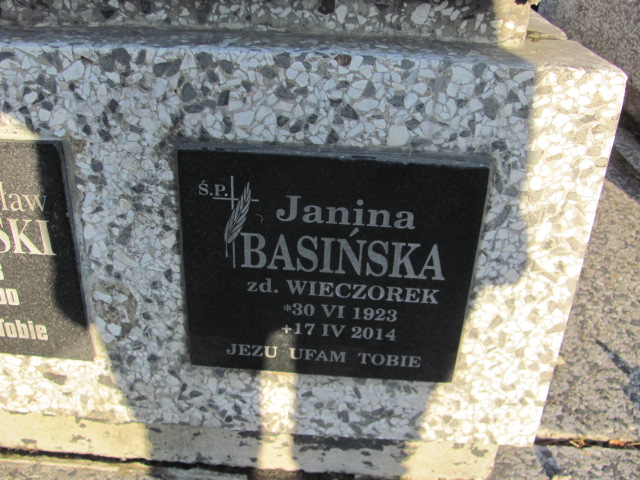 Ś.P.
Janina
BASIŃSKA
zd. WIECZOREK
*30 VI 1923
+17 IV 2014
JEZU UFAM TOBIE